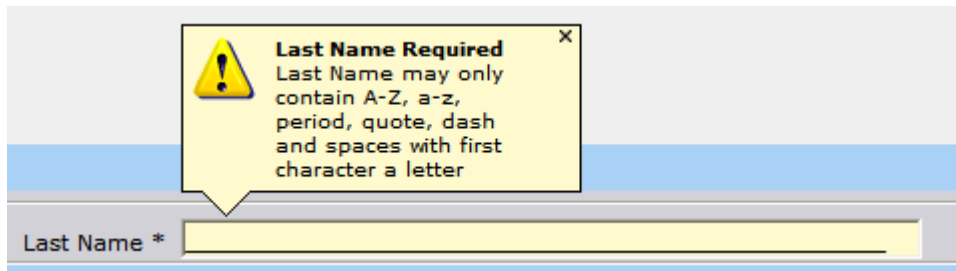 Last Name Required
Last Name may only
contain A-Z, a-z,
period, quote, dash
and spaces with first
character a letter
Last Name *